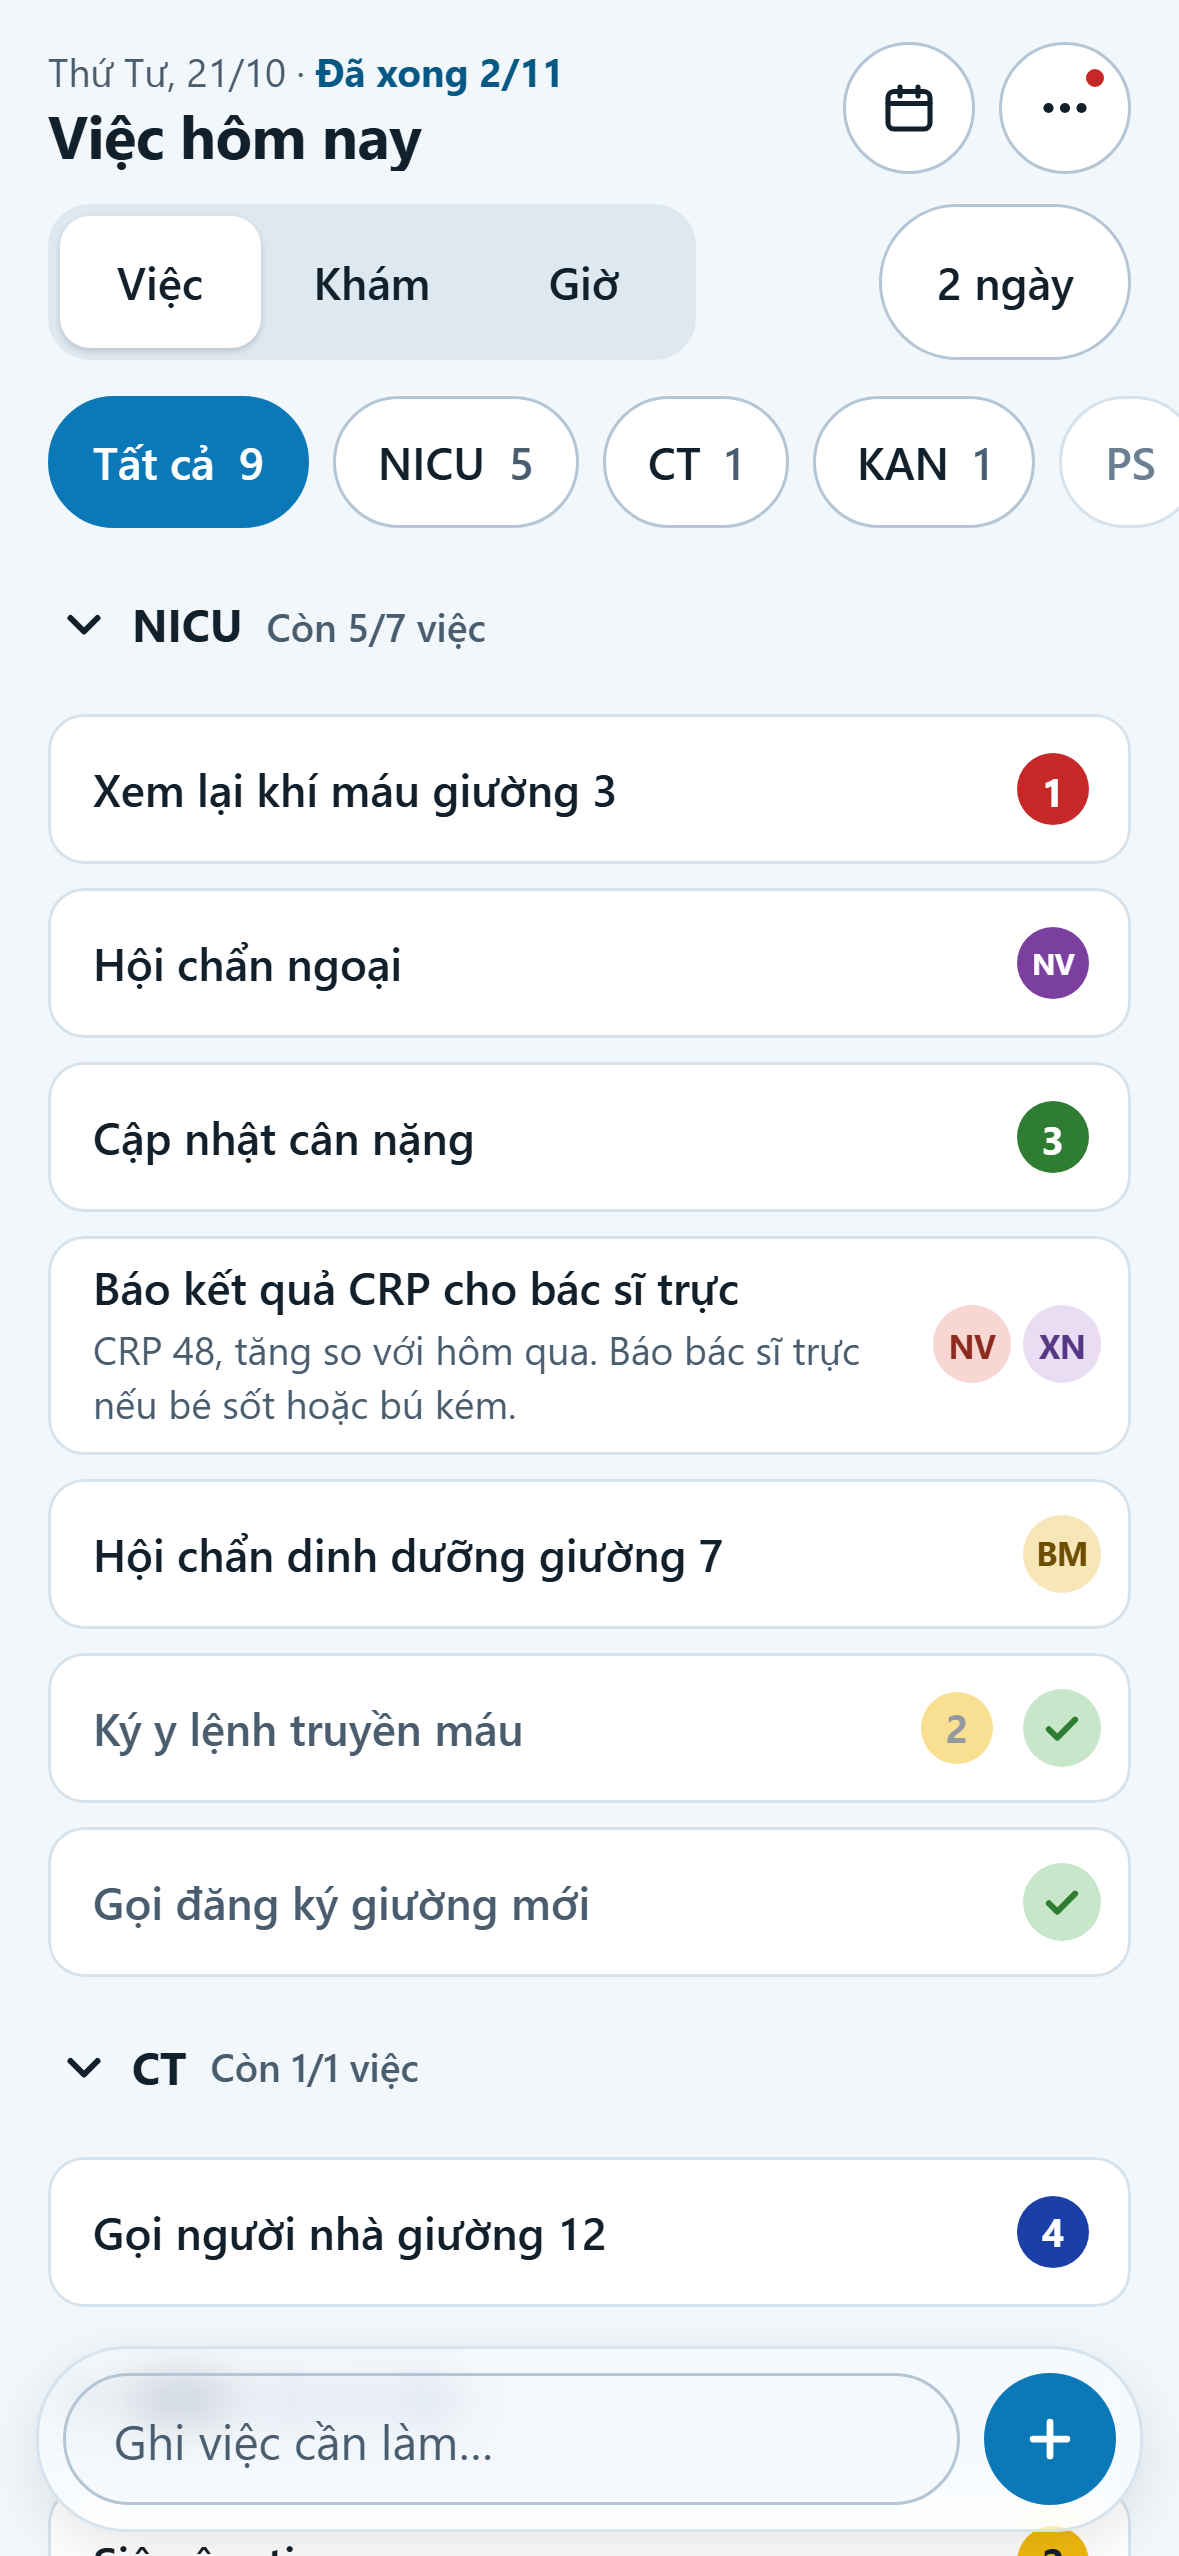 Thứ Tư, 21/10 · Đã xong 2/11
Việc hôm nay
Việc Khám Giờ 2 ngày
Tất cả 9 NICU 5 CT 1 KAN 1 PS
NICU Còn 5/7 việc
Xem lại khí máu giường 3 1
Hội chẩn ngoại NV
Cập nhật cân nặng 3
Báo kết quả CRP cho bác sĩ trực
CRP 48, tăng so với hôm qua. Báo bác sĩ trực
nếu bé sốt hoặc bú kém.
NV XN
Hội chẩn dinh dưỡng giường 7 BM
Ký y lệnh truyền máu 2
Gọi đăng ký giường mới
CT Còn 1/1 việc
Gọi người nhà giường 12 4
Ghi việc cần làm...